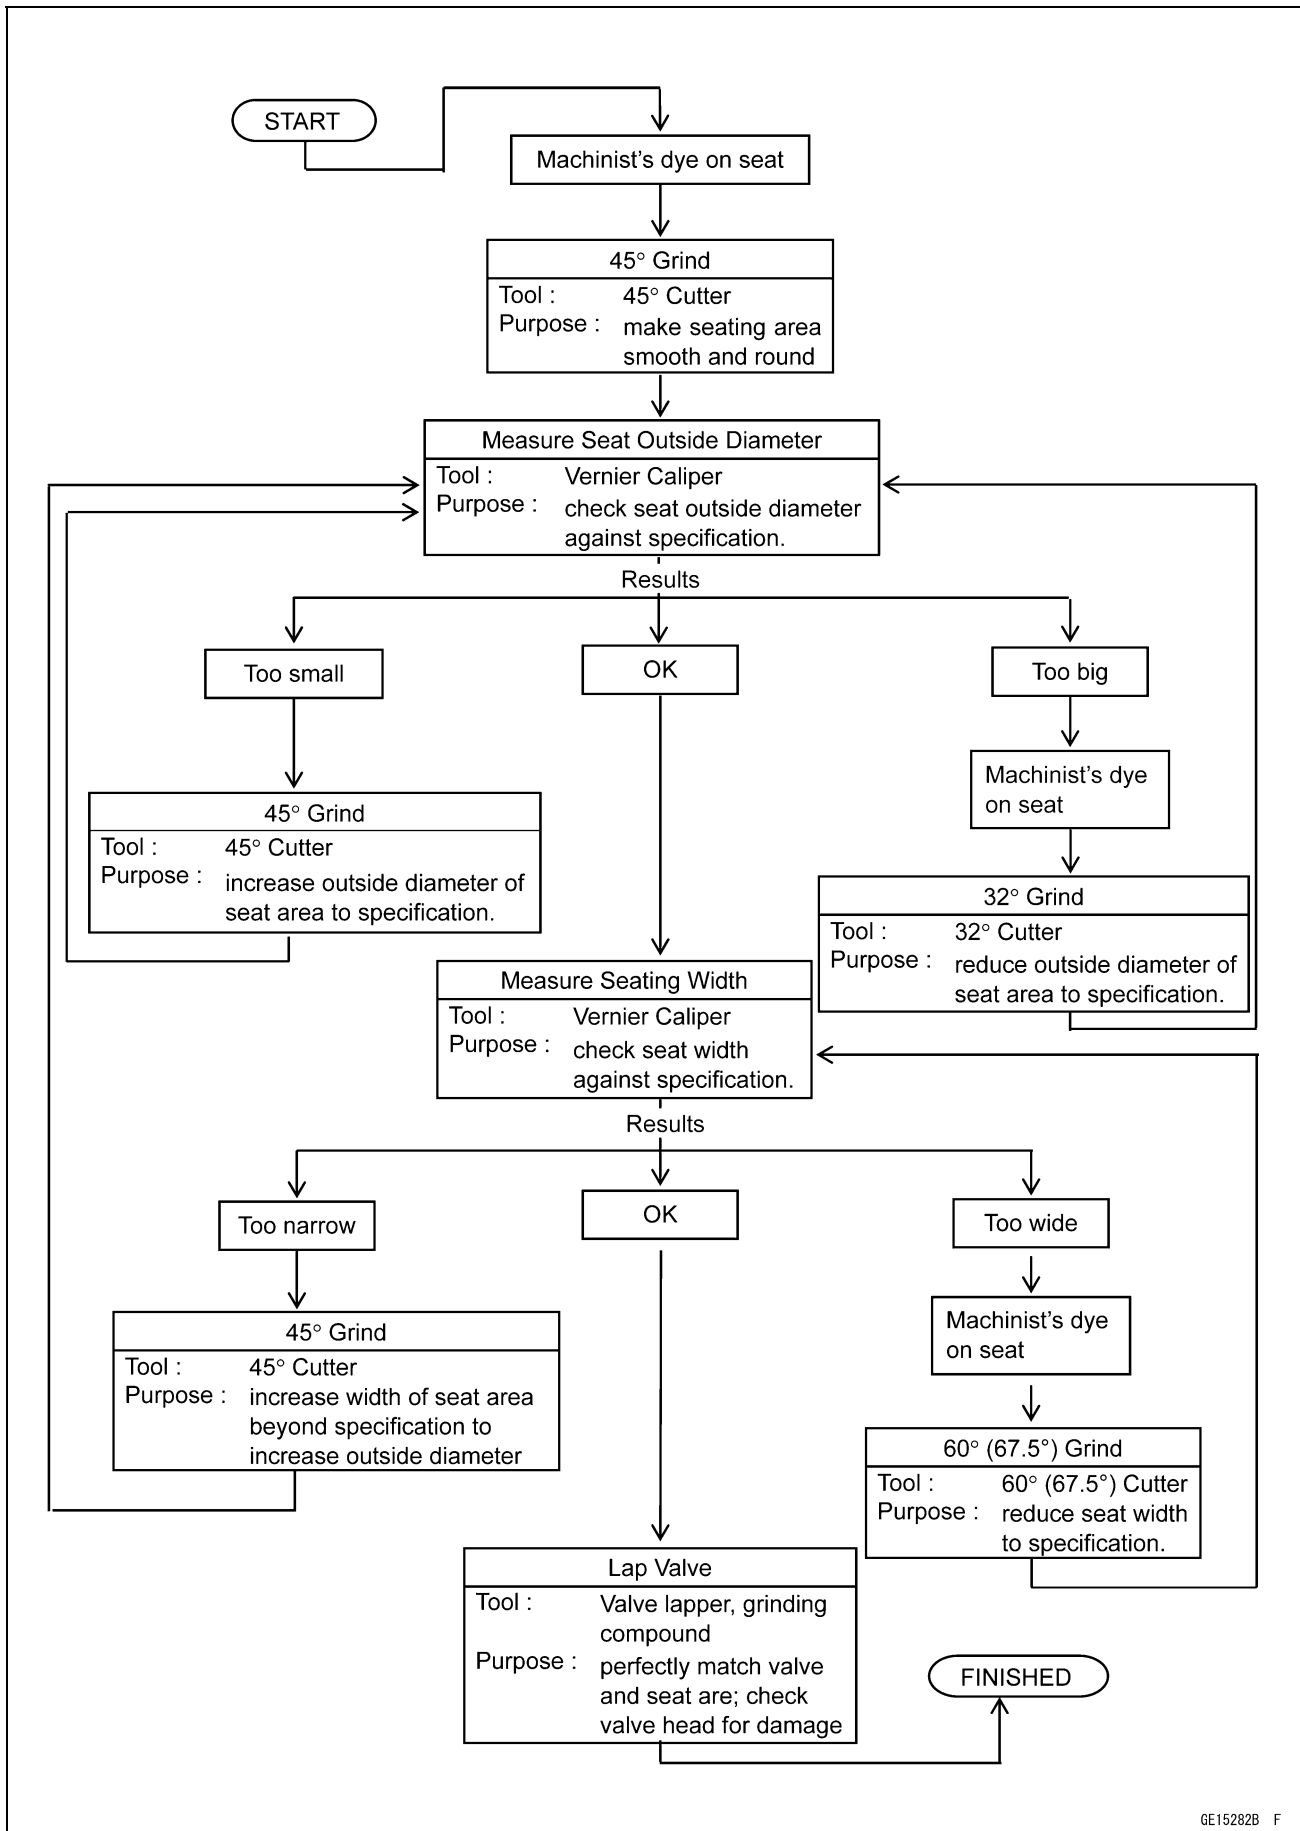 START
Machinist's dye on seat
45° Grind
Tool : 45° Cutter
Purpose : make seating area
smooth and round
Measure Seat Outside Diameter
Tool : Vernier Caliper
Purpose : check seat outside diameter
against specification.
Results
Too small
OK
Too big
Machinist's dye
on seat
45° Grind
Tool : 45° Cutter
Purpose : increase outside diameter of
seat area to specification.
32° Grind
Tool : 32° Cutter
Purpose : reduce outside diameter of
seat area to specification.
Measure Seating Width
Tool : Vernier Caliper
Purpose : check seat width
against specification.
Results
Too narrow
OK
Too wide
Machinist's dye
on seat
45° Grind
Tool : 45° Cutter
Purpose : increase width of seat area
beyond specification to
increase outside diameter
60° (67.5°) Grind
Tool : 60° (67.5°) Cutter
Purpose : reduce seat width
to specification.
Lap Valve
Tool : Valve lapper, grinding
compound
Purpose : perfectly match valve
and seat are; check
valve head for damage
FINISHED
GE15282B F